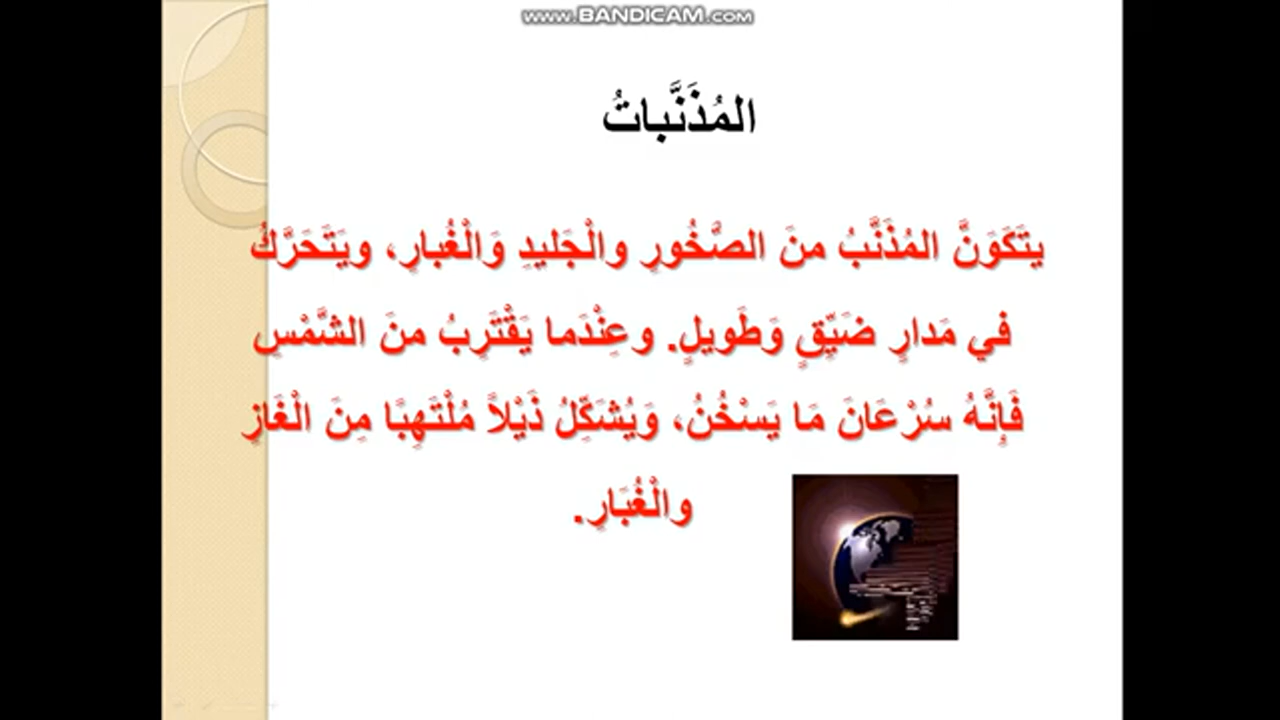 www.BANDICAM.com
المُذَنَّباتُ
يتَكَوَنَّ المُذَنَّبُ منَ الصَّخُورِ والْجَليدِ وَالْغُبارِ، ويَتَحَرَّكُ
في مَدارٍ ضَيِّقٍ وَطَويلٍ. وعِنْدَما يَقْتَرِبُ منَ الشَّمْسِ
فَإِنَّهُ سُرْعَانَ مَا يَسْخُنُ، وَيُشَكِّلُ ذَيْلاً مُلْتَهِبًا مِنَ الْغَازِ
والْغُبَارِ.